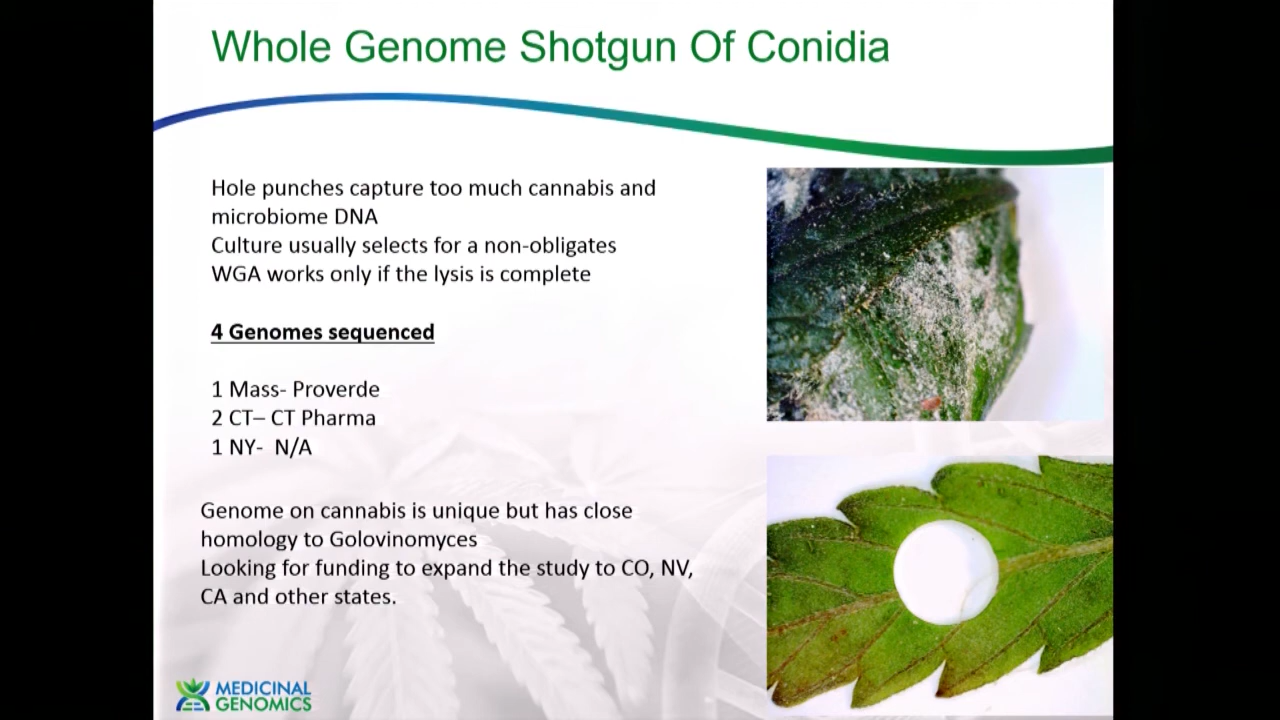 Whole Genome Shotgun Of Conidia
Hole punches capture too much cannabis and
microbiome DNA
Culture usually selects for a non-obligates
WGA works only if the lysis is complete
4 Genomes sequenced
1 Mass- Proverde
2 CT– CT Pharma
1 NY- N/A
Genome on cannabis is unique but has close
homology to Golovinomyces
Looking for funding to expand the study to CO, NV,
CA and other states.
MEDICINAL
GENOMICS